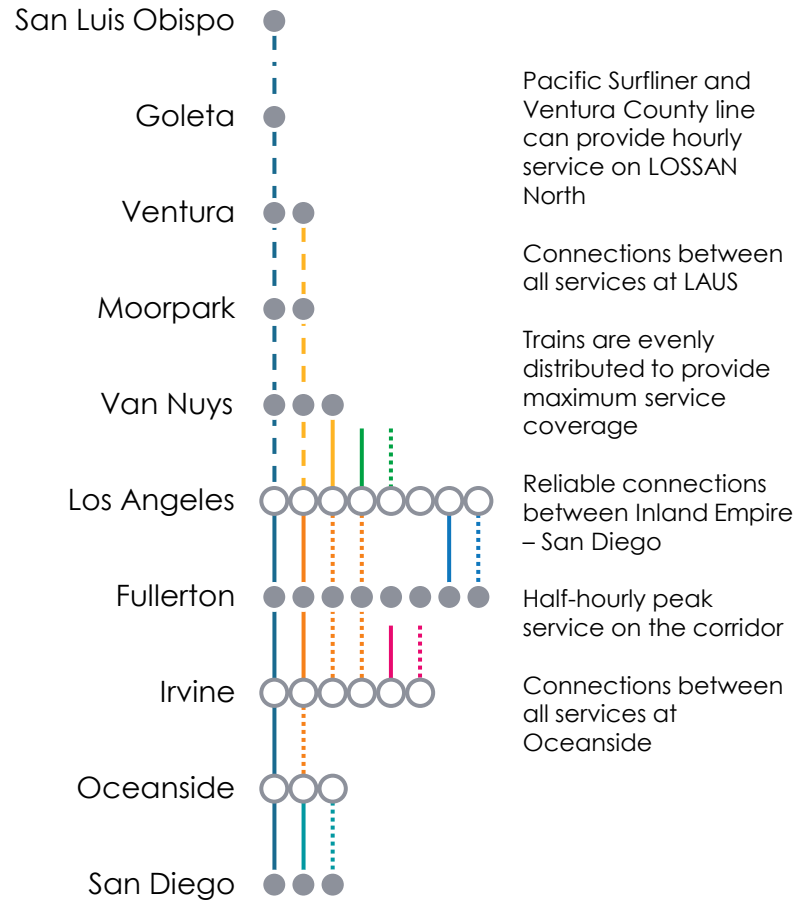 San Luis Obispo
Goleta
Ventura
Moorpark
Van Nuys
Los Angeles
Fullerton
Irvine
Oceanside
San Diego
Pacific Surfliner and
Ventura County line
can provide hourly
service on LOSSAN
North
Connections between
all services at LAUS
Trains are evenly
distributed to provide
maximum service
coverage
Reliable connections
between Inland Empire
– San Diego
Half-hourly peak
service on the corridor
Connections between
all services at
Oceanside